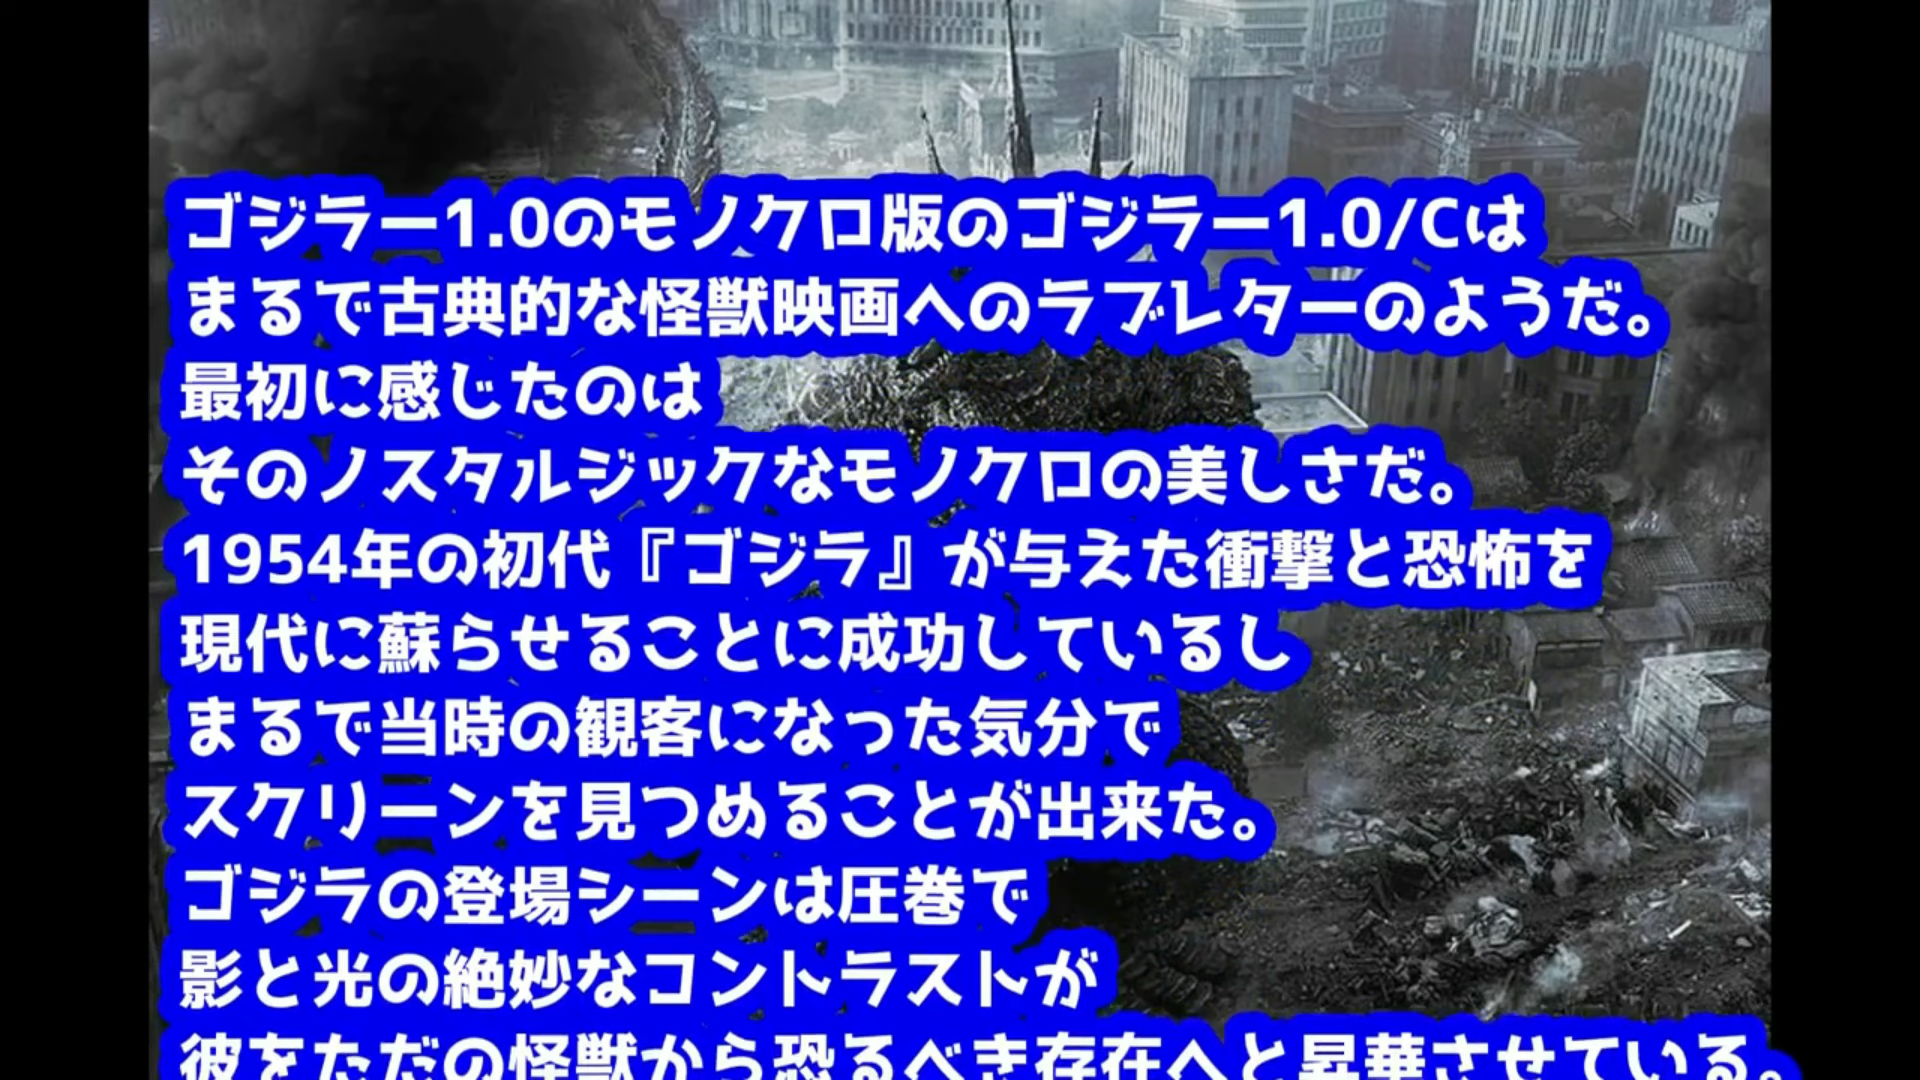 ゴジラー1.0のモノクロ版のゴジラー1.0/Cは
まるで古典的な怪獣映画へのラブレターのようだ。
最初に感じたのは
そのノスタルジックなモノクロの美しさだ。
1954年の初代『ゴジラ』が与えた衝撃と恐怖を
現代に蘇らせることに成功しているし
まるで当時の観客になった気分で
スクリーンを見つめることが出来た。
ゴジラの登場シーンは圧巻で
影と光の絶妙なコントラストが
彼をただの怪獣から恐るべき存在へと昇華させている。